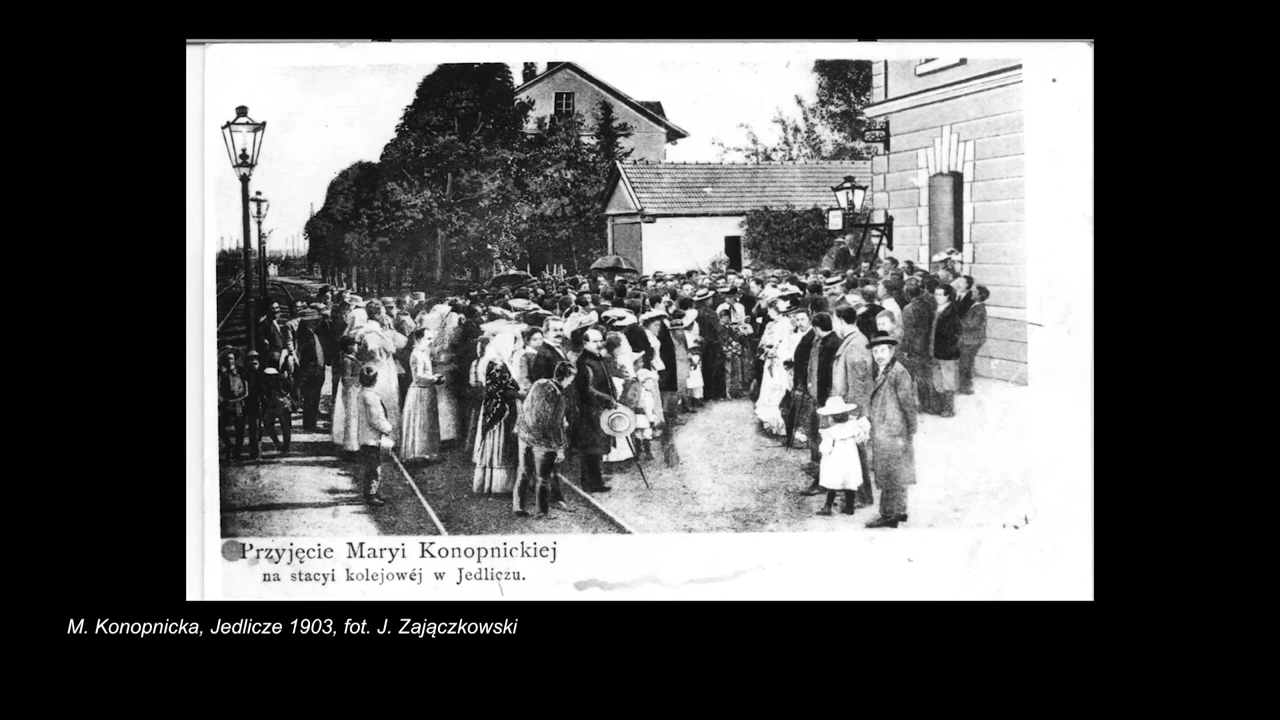 Przyjęcie Maryi Konopnickiej
na stacyi kolejowéj w Jedliczu.
M. Konopnicka, Jedlicze 1903, fot. J. Zajączkowski